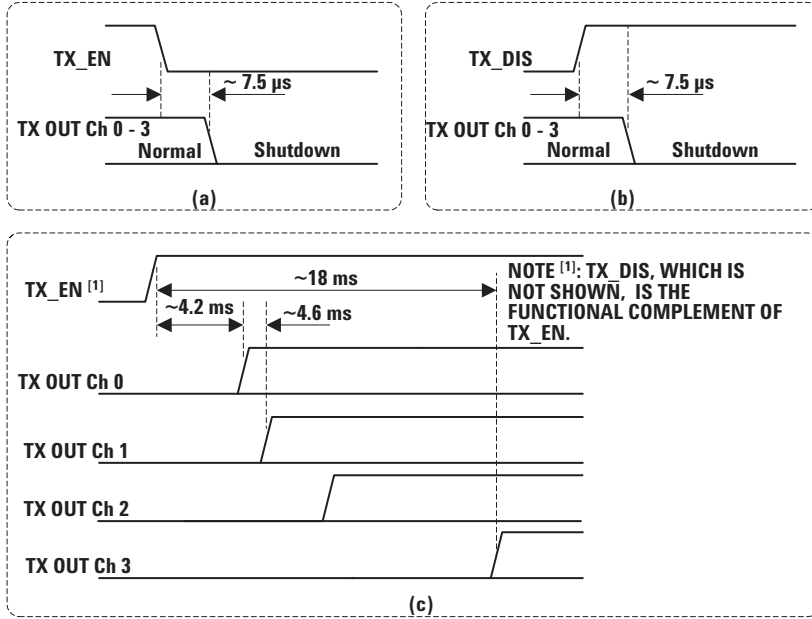 TX_EN
~ 7.5 µs
TX OUT Ch 0 - 3
Normal
Shutdown
(a)
TX_DIS
~ 7.5 µs
TX OUT Ch 0 - 3
Normal
Shutdown
(b)
TX_EN [1]
~18 ms
~4.2 ms
~4.6 ms
NOTE [1]: TX_DIS, WHICH IS
NOT SHOWN, IS THE
FUNCTIONAL COMPLEMENT OF
TX_EN.
TX OUT Ch 0
TX OUT Ch 1
TX OUT Ch 2
TX OUT Ch 3
(c)